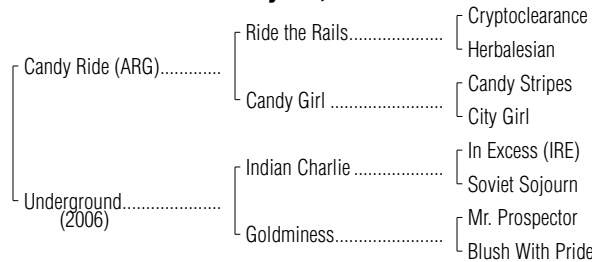 Cryptoclearance
Ride the Rails
Herbalesian
Candy Ride (ARG)
Candy Stripes
Candy Girl
City Girl
In Excess (IRE)
Indian Charlie
Soviet Sojourn
Underground
(2006)
Mr. Prospector
Goldminess
Blush With Pride